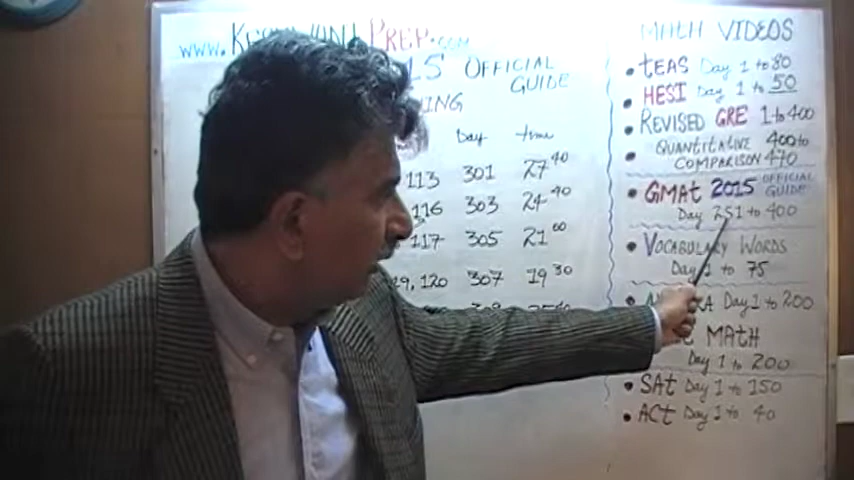 www. PREP.com
15' OFFICIAL
GUIDE
Day time
113 301 27 40
116 303 24 40
117 305 21 00
29, 120 307 19 30
MATH VIDEOS
• TEAS Day 1 to 80
• HESI Day 1 to 50
• REVISED GRE 1 to 400
• QUANTITATIVE 400 to
COMPARISON 470
• GMAT 2015 OFFICIAL
GUIDE
Day 251 to 400
• VOCABULARY WORDS
Day 1 to 75
Day 1 to 200
MATH
Day 1 to 200
• SAT Day 1 to 150
• ACT Day 1 to 40